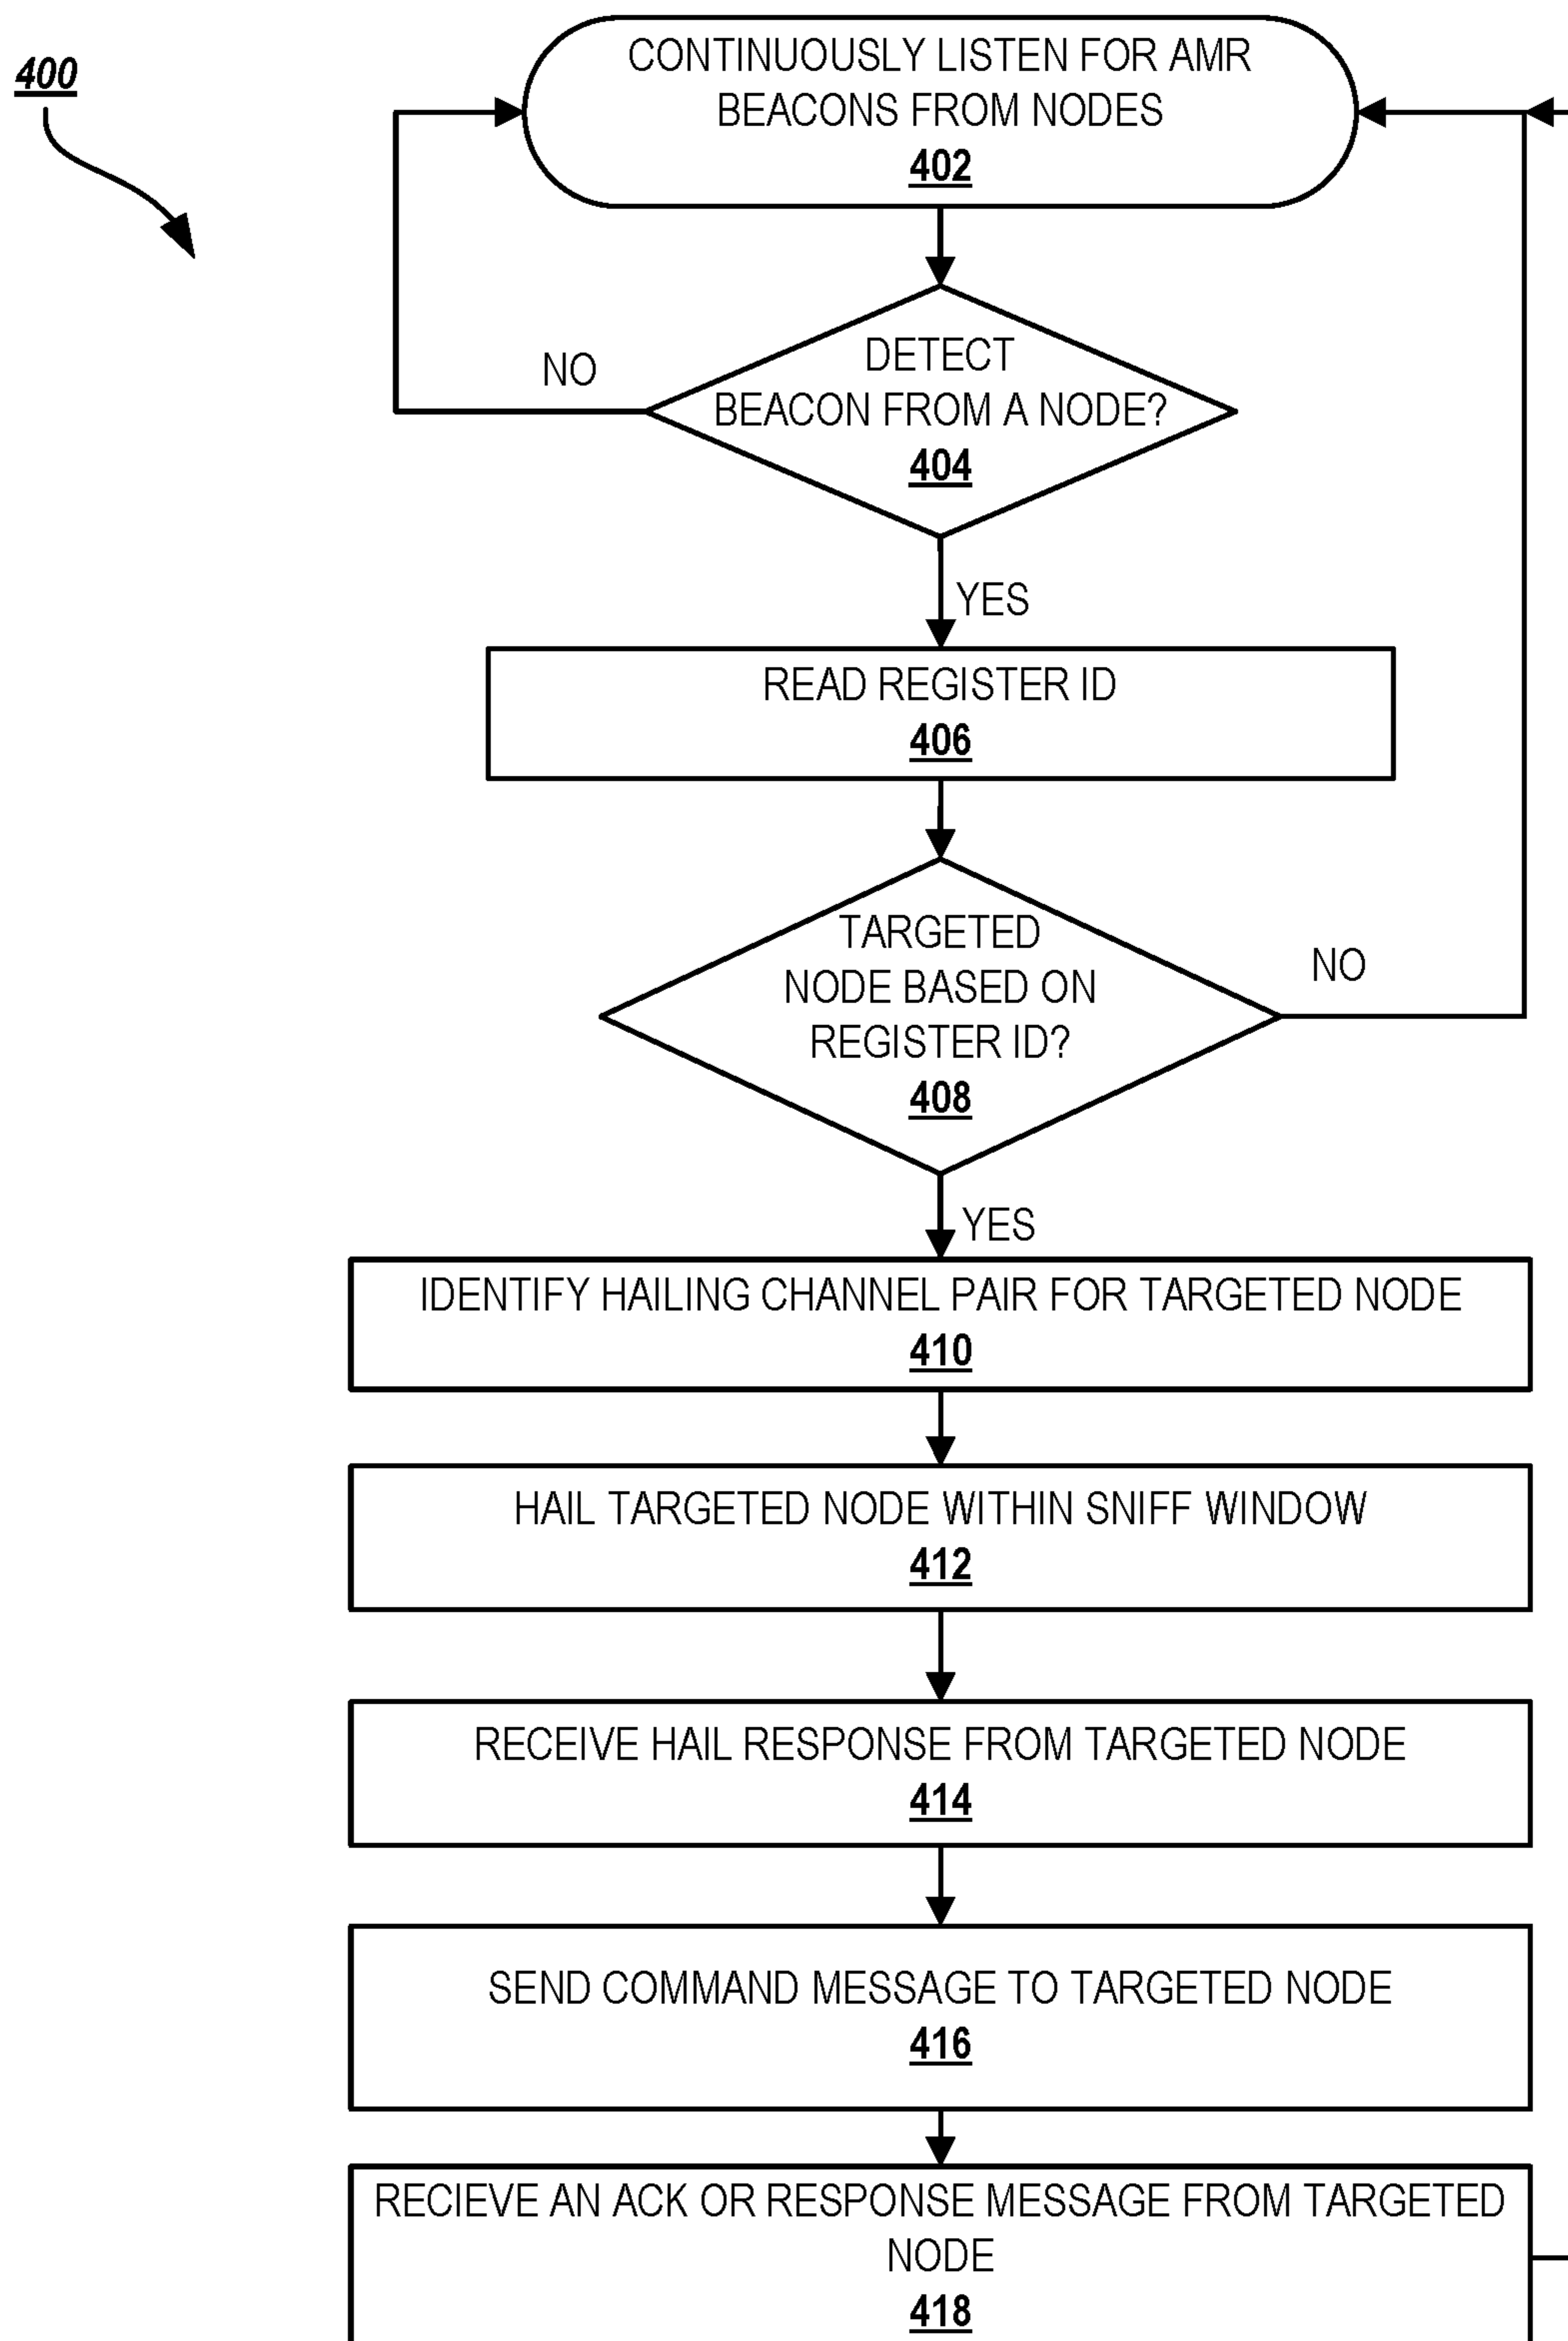 400
CONTINUOUSLY LISTEN FOR AMR
BEACONS FROM NODES
402
DETECT
BEACON FROM A NODE?
404
NO
YES
READ REGISTER ID
406
TARGETED
NODE BASED ON
REGISTER ID?
408
NO
YES
IDENTIFY HAILING CHANNEL PAIR FOR TARGETED NODE
410
HAIL TARGETED NODE WITHIN SNIFF WINDOW
412
RECEIVE HAIL RESPONSE FROM TARGETED NODE
414
SEND COMMAND MESSAGE TO TARGETED NODE
416
RECIEVE AN ACK OR RESPONSE MESSAGE FROM TARGETED
NODE
418